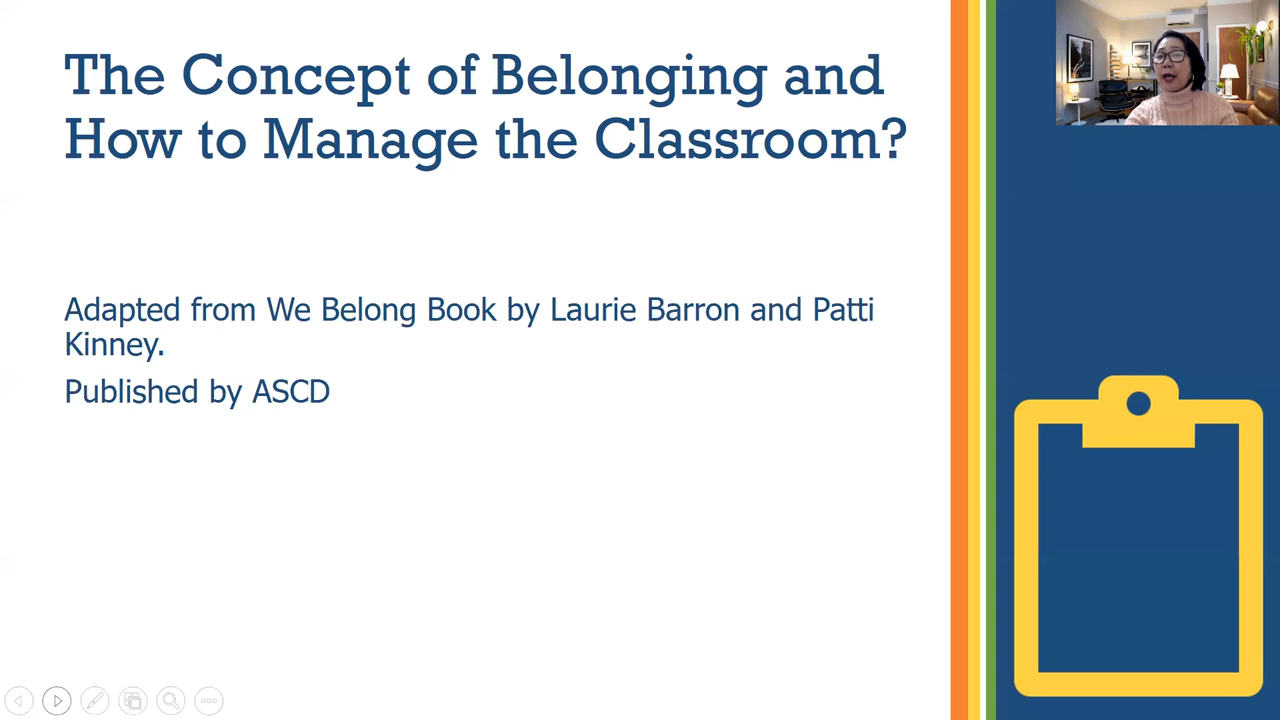 The Concept of Belonging and
How to Manage the Classroom?
Adapted from We Belong Book by Laurie Barron and Patti
Kinney.
Published by ASCD